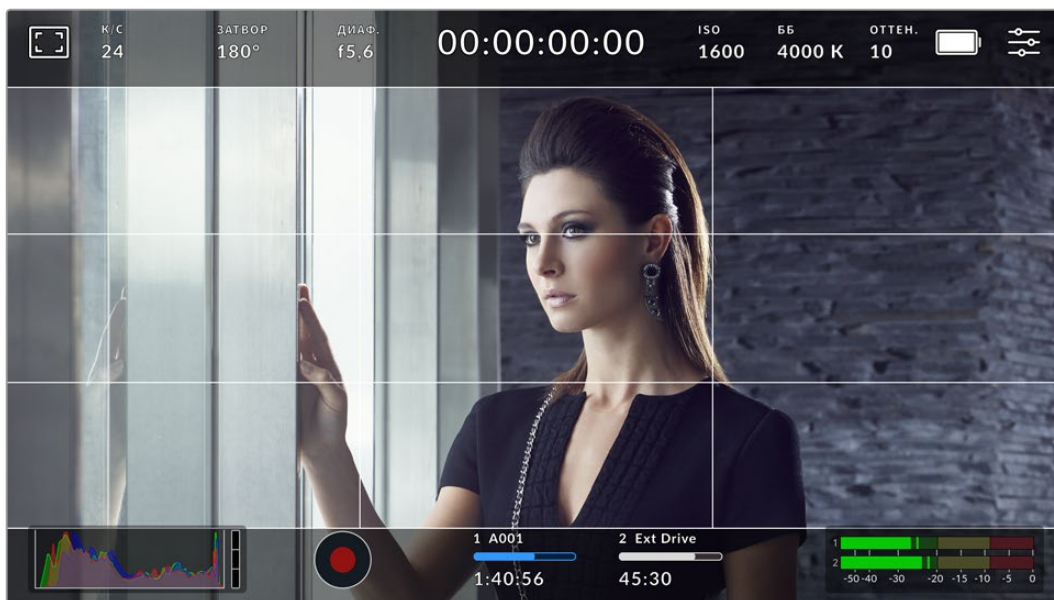 К/С ЗАТВОР ДИАФ. 00:00:00:00 ISO ББ ОТТЕН.
24 180° f5,6 1600 4000 K 10
1 A001 2 Ext Drive
1:40:56 45:30
1
2
-50 -40 -30 -20 -15 -10 -5 0